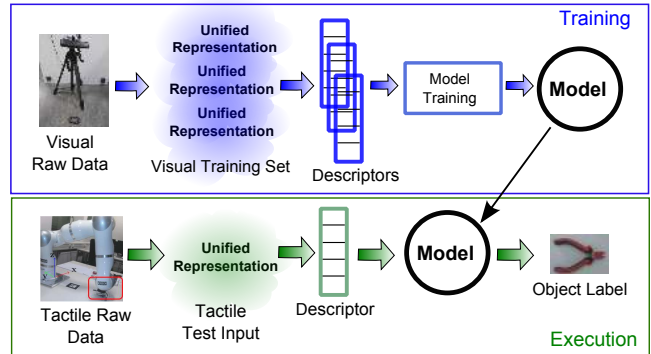 Training
Unified
Representation
Unified
Representation
Unified
Representation
Model
Training
Model
Visual
Raw Data
Visual Training Set
Descriptors
Unified
Representation
Model
z
x
y
Tactile Raw
Data
Tactile
Test Input
Descriptor
Object Label
Execution